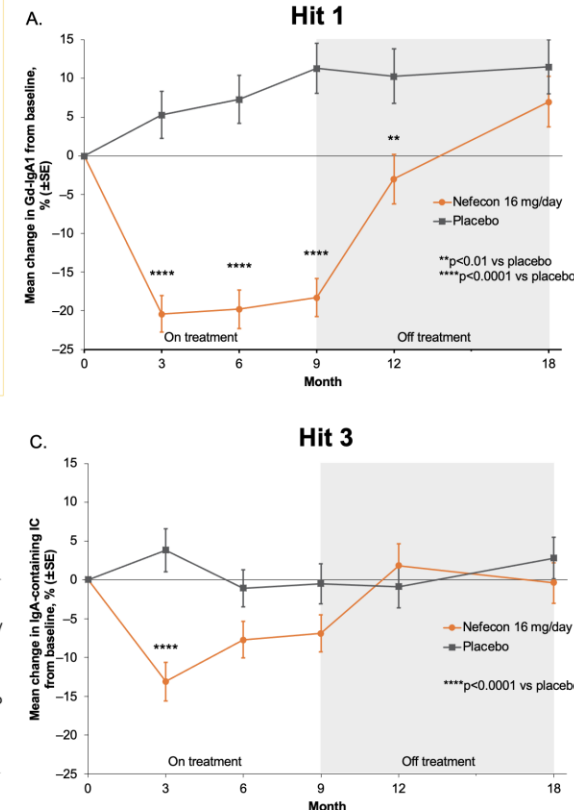 A.
Hit 1
Mean change in Gd-IgA1 from baseline,
% (±SE)
15
10
5
0
–5
–10
–15
–20
–25
**
****
****
****
Nefecon 16 mg/day
Placebo
**p<0.01 vs placebo
****p<0.0001 vs placebo
On treatment
Off treatment
0 3 6 9 12 18
Month
C.
Hit 3
Mean change in IgA-containing IC
from baseline, % (±SE)
15
10
5
0
–5
–10
–15
–20
–25
****
Nefecon 16 mg/day
Placebo
****p<0.0001 vs placeb
On treatment
Off treatment
0 3 6 9 12 18
Month